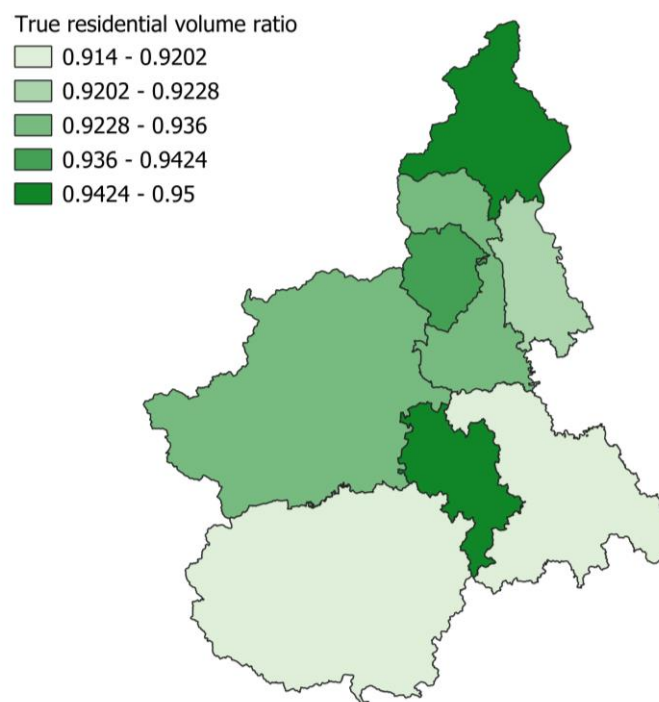 True residential volume ratio
0.914 - 0.9202
0.9202 - 0.9228
0.9228 - 0.936
0.936 - 0.9424
0.9424 - 0.95